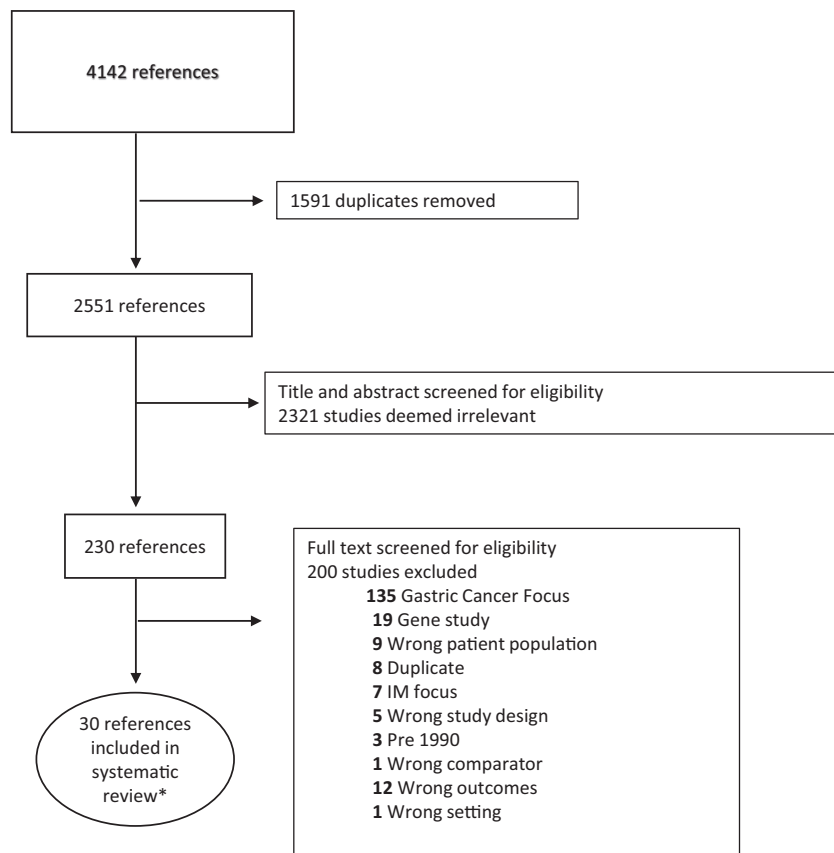 4142 references
1591 duplicates removed
2551 references
Title and abstract screened for eligibility
2321 studies deemed irrelevant
230 references
Full text screened for eligibility
200 studies excluded
135 Gastric Cancer Focus
19 Gene study
9 Wrong patient population
8 Duplicate
7 IM focus
5 Wrong study design
3 Pre 1990
1 Wrong comparator
12 Wrong outcomes
1 Wrong setting
30 references
included in
systematic
review*